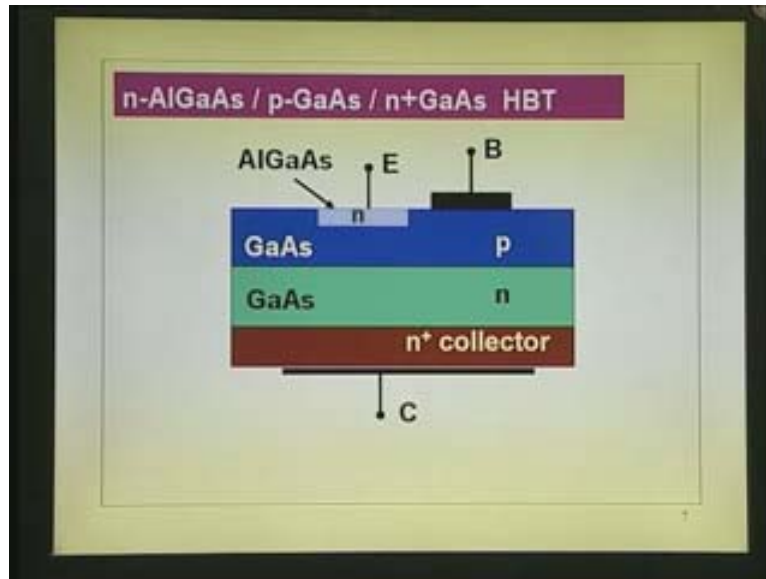 n-AlGaAs / p-GaAs / n+GaAs HBT
AlGaAs
E
B
n
GaAs
p
GaAs
n
n⁺ collector
C